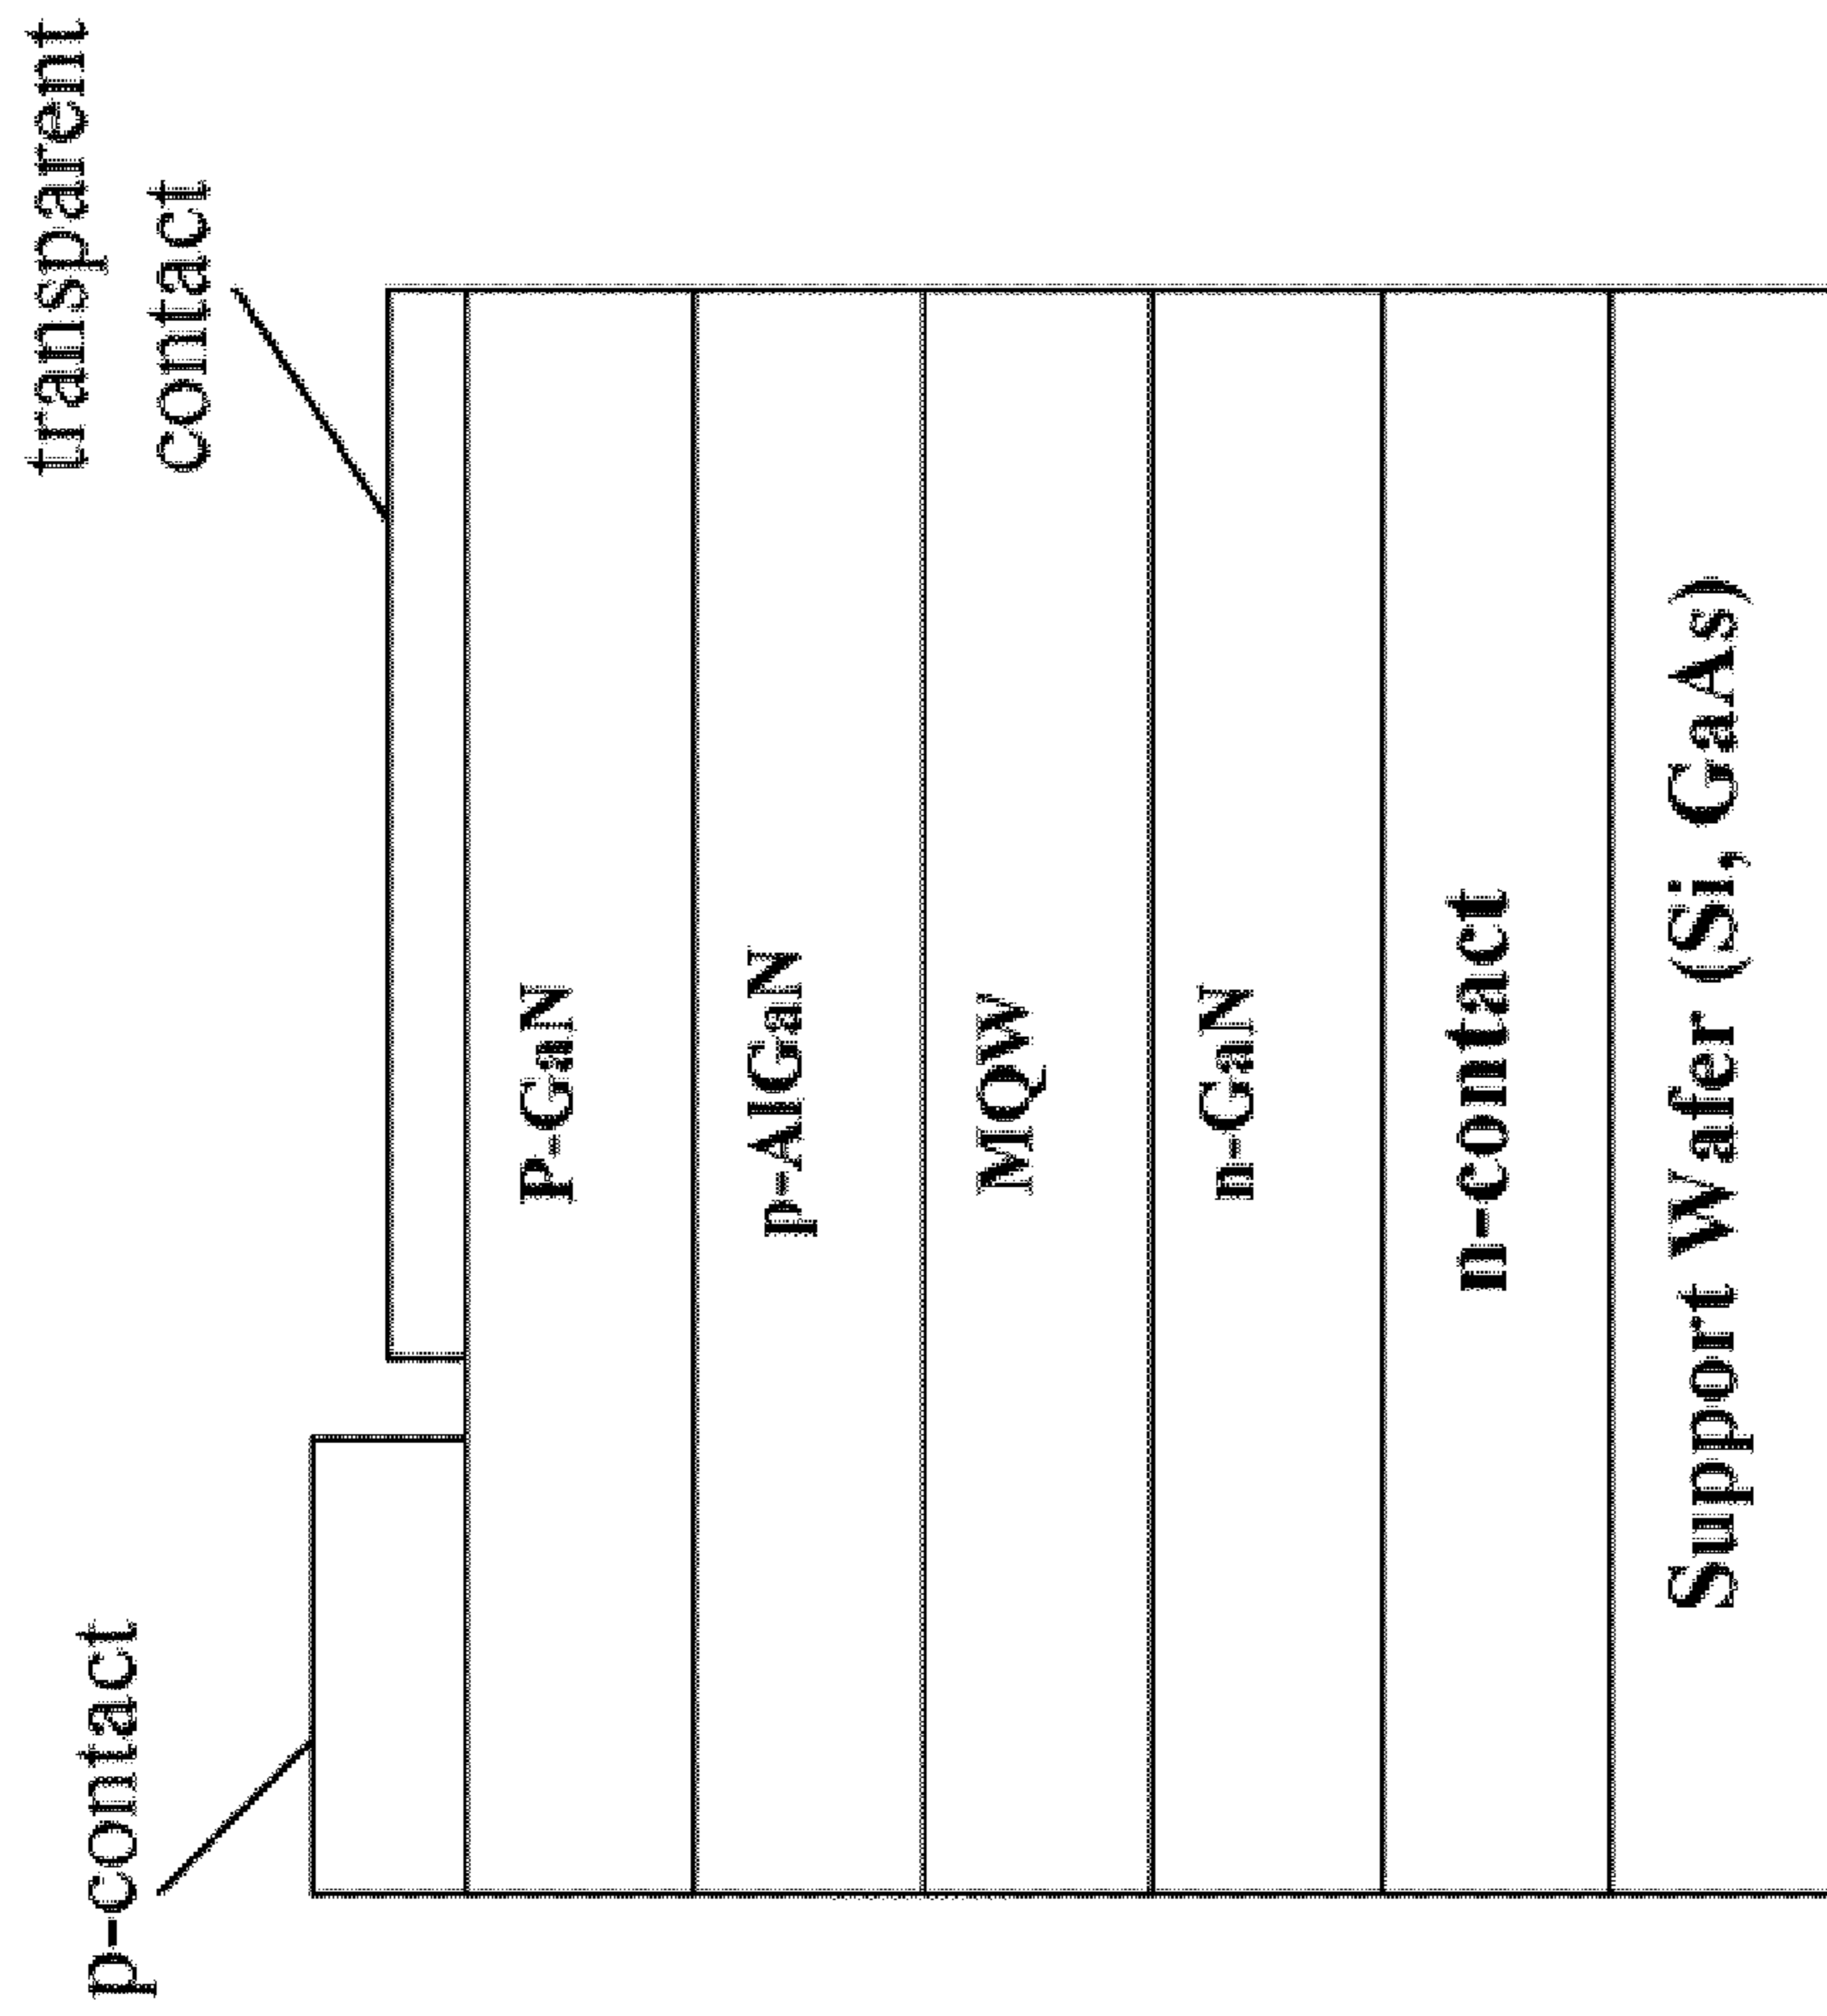 p-contact
transparent
contact
P-GaN
p-AlGaN
MQW
n-GaN
n-contact
Support Wafer (Si, GaAs)